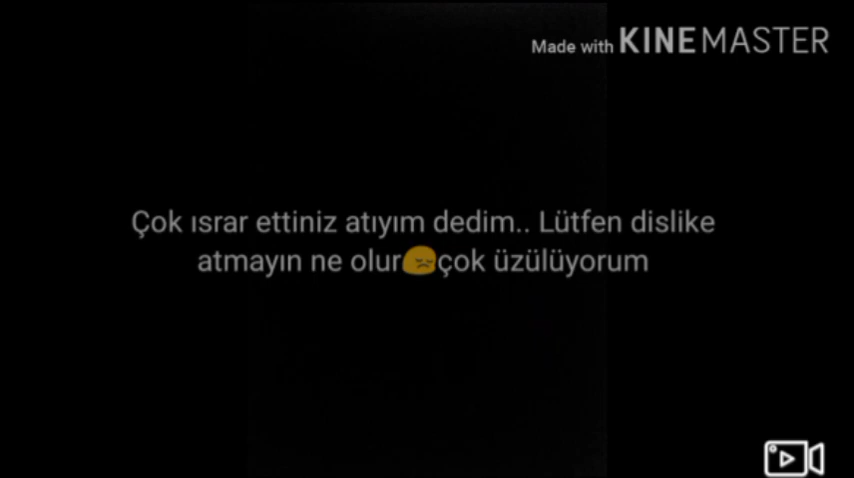 Made with KINEMASTER
Çok ısrar ettiniz atıyım dedim.. Lütfen dislike
atmayın ne olur😔çok üzülüyorum